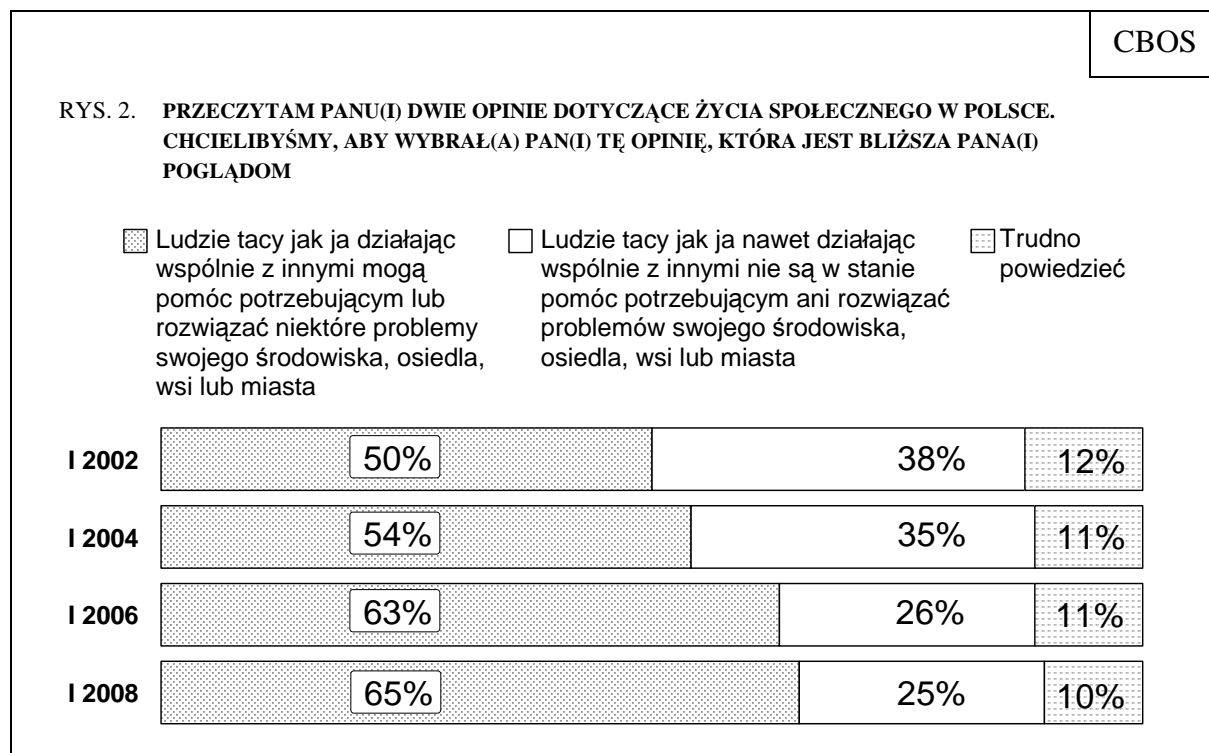 CBOS
RYS. 2. PRZECZYTAM PANU(I) DWIE OPINIE DOTYCZĄCE ŻYCIA SPOŁECZNEGO W POLSCE.
CHCIELIBYŚMY, ABY WYBRAŁ(A) PAN(I) TĘ OPINIĘ, KTÓRA JEST BLIŻSZA PANA(I)
POGLĄDOM
Ludzie tacy jak ja działając
wspólnie z innymi mogą
pomóc potrzebującym lub
rozwiązać niektóre problemy
swojego środowiska, osiedla,
wsi lub miasta
Ludzie tacy jak ja nawet działając
wspólnie z innymi nie są w stanie
pomóc potrzebującym ani rozwiązać
problemów swojego środowiska,
osiedla, wsi lub miasta
Trudno
powiedzieć
I 2002 50% 38% 12%
I 2004 54% 35% 11%
I 2006 63% 26% 11%
I 2008 65% 25% 10%